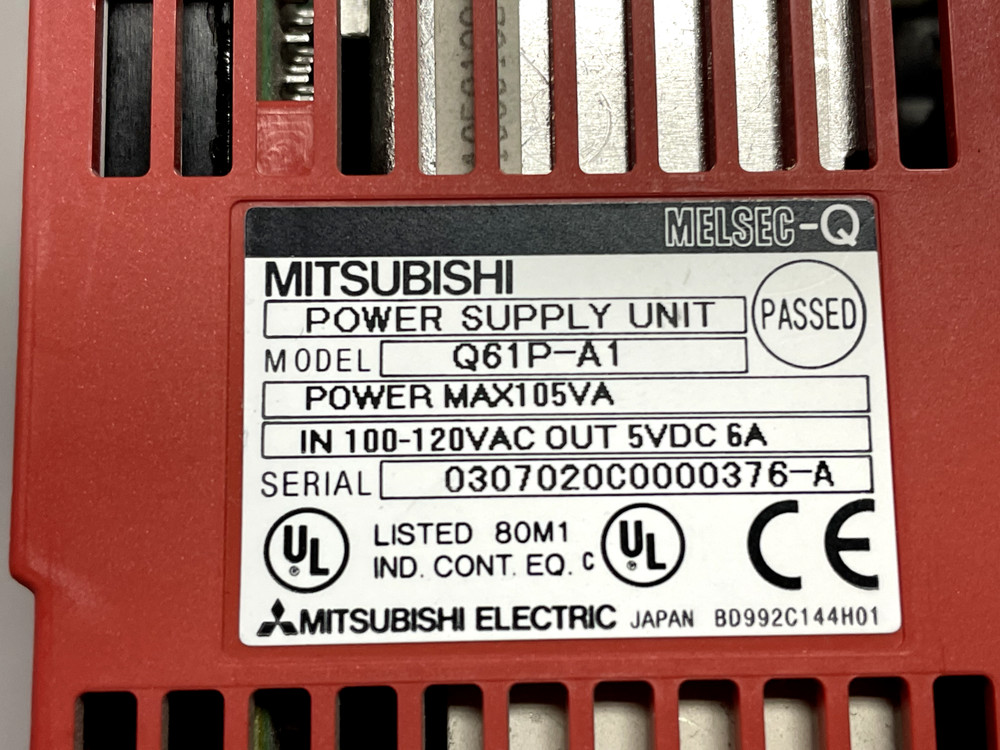 MELSEC-Q
MITSUBISHI
POWER SUPPLY UNIT
PASSED
MODEL Q61P-A1
POWER MAX105VA
IN 100-120VAC OUT 5VDC 6A
SERIAL 0307020C0000376-A
UL LISTED 80M1 C UL CE
IND. CONT. EQ.
MITSUBISHI ELECTRIC JAPAN BD992C144H01